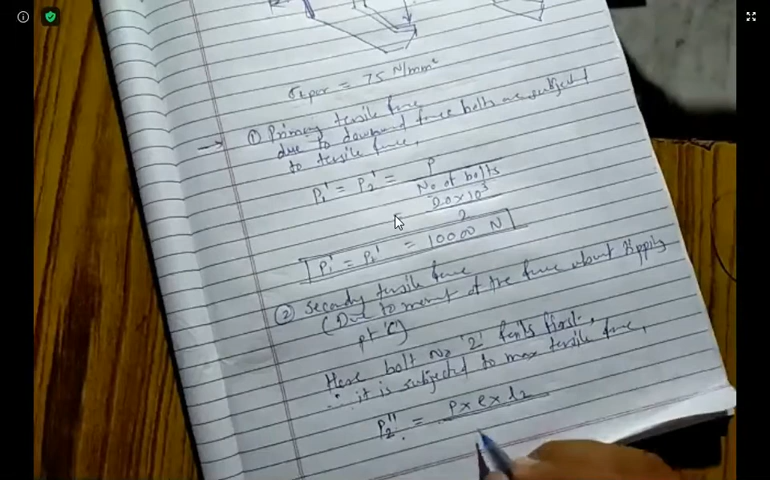 σt per = 75 N/mm²
→ ① Primary tensile force
due to downward force bolts are subject
to tensile force,
P₁' = P₂' = P / No of bolts
= 20 × 10³ / 2
P₁' = P₂' = 10000 N
② Secondary tensile force
(Due to moment of the force about tipping
pt 'C')
Here bolt No '2' fails first,
∴ it is subjected to max tensile force,
P₂'' = P × e × l₂